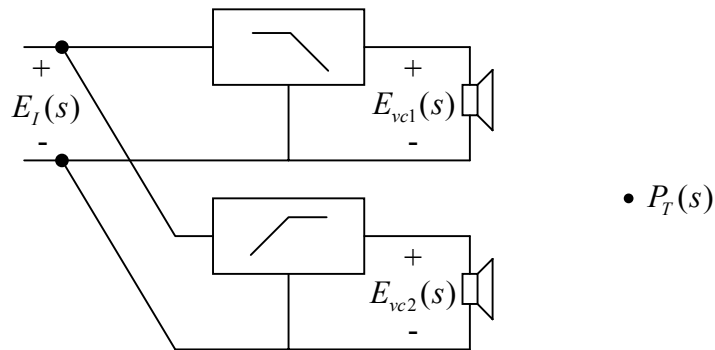 +
E_I(s)
-
+
E_vc1(s)
-
• P_T(s)
+
E_vc2(s)
-